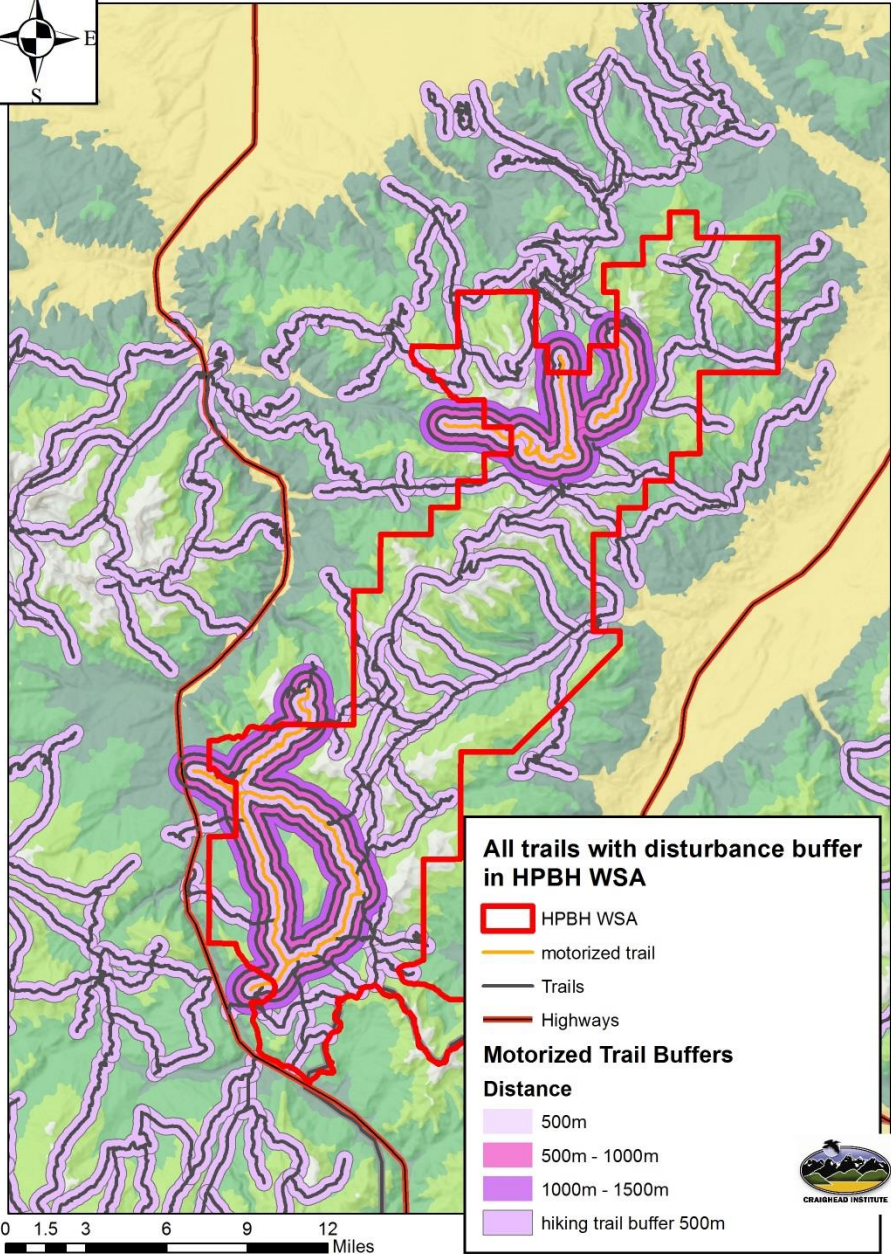 E
S
All trails with disturbance buffer
in HPBH WSA
HPBH WSA
motorized trail
Trails
Highways
Motorized Trail Buffers
Distance
500m
500m - 1000m
1000m - 1500m
hiking trail buffer 500m
CRAIGHEAD INSTITUTE
0 1.5 3 6 9 12
Miles